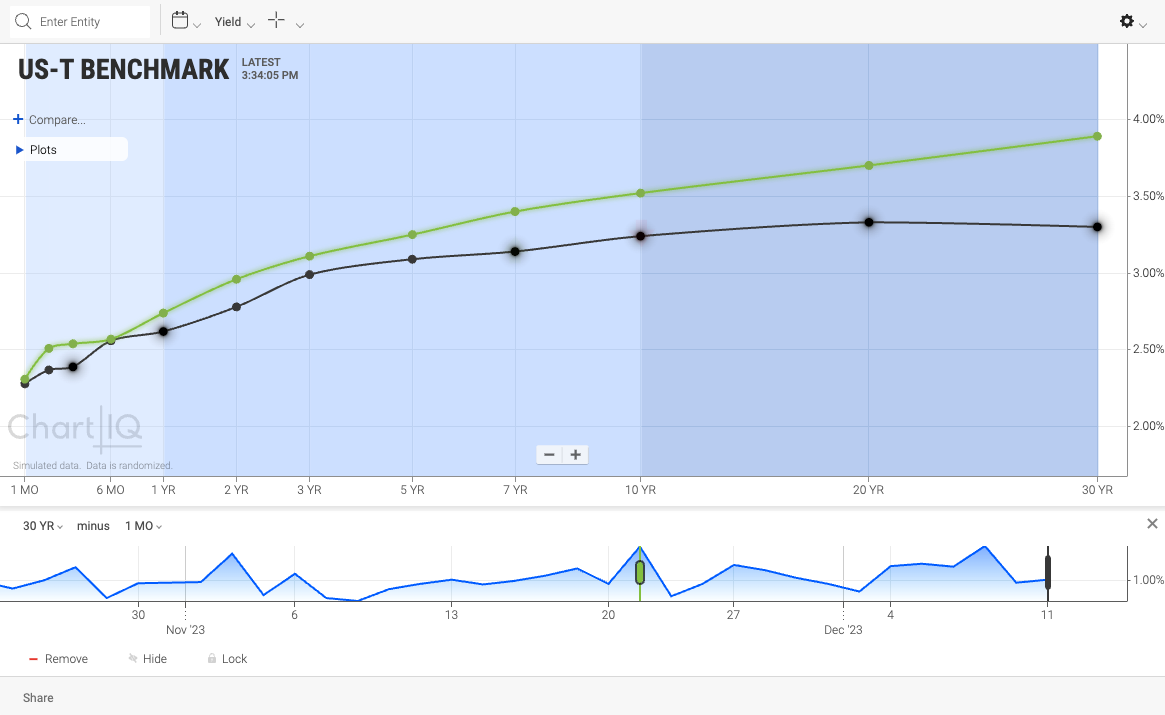 Enter Entity
Yield
US-T BENCHMARK
LATEST
3:34:05 PM
Compare...
Plots
4.00%
3.50%
3.00%
2.50%
2.00%
ChartIQ
Simulated data. Data is randomized.
1 MO 6 MO 1 YR 2 YR 3 YR 5 YR 7 YR 10 YR 20 YR 30 YR
30 YR minus 1 MO
1.00%
30 6 13 20 27 4 11
Nov '23 Dec '23
Remove Hide Lock
Share